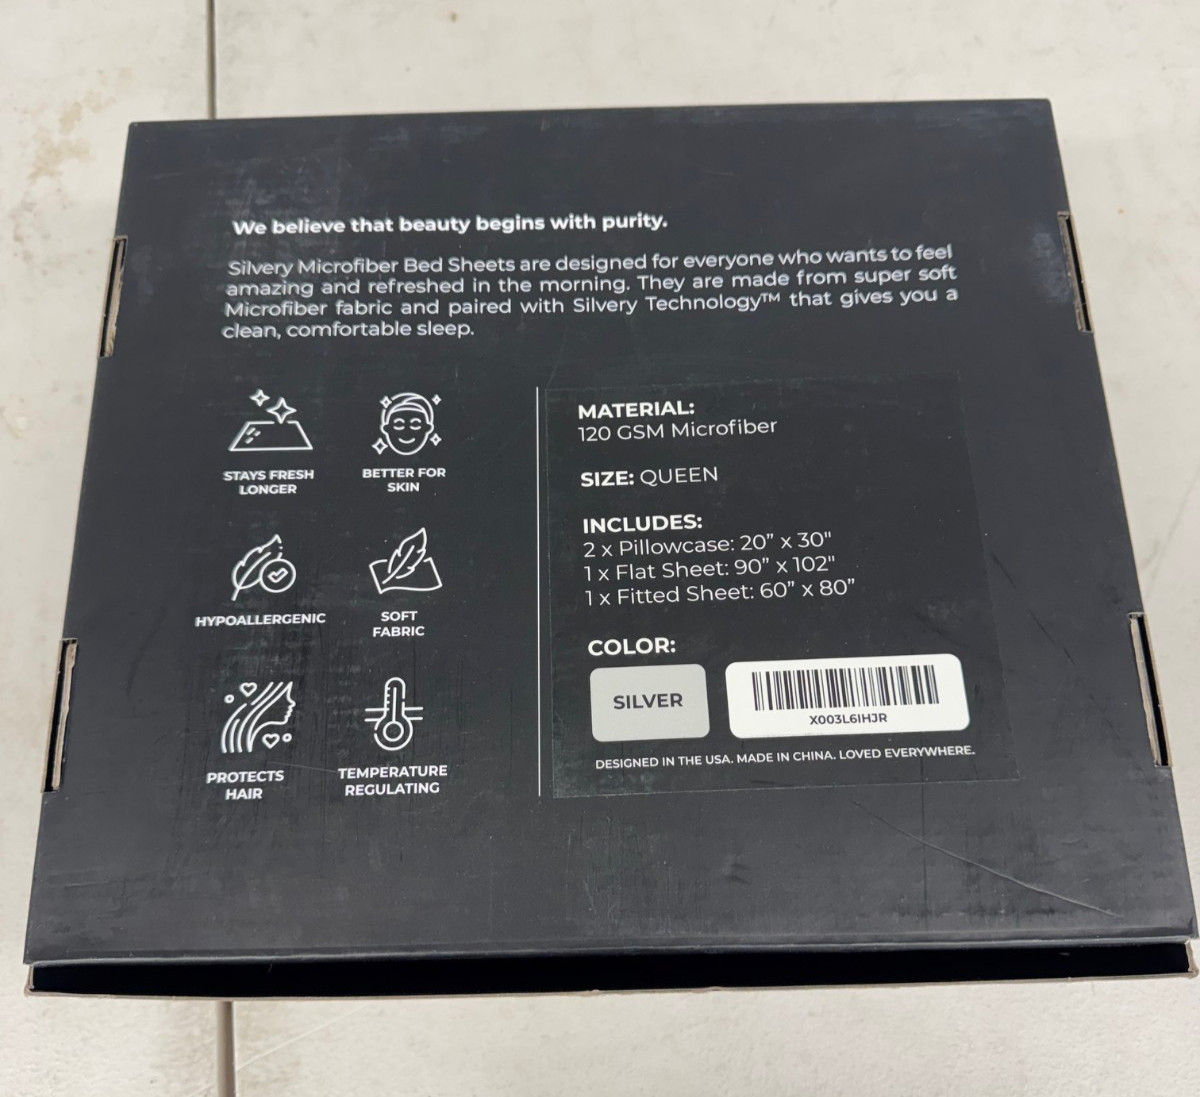 We believe that beauty begins with purity.
Silvery Microfiber Bed Sheets are designed for everyone who wants to feel
amazing and refreshed in the morning. They are made from super soft
Microfiber fabric and paired with Silvery Technology™ that gives you a
clean, comfortable sleep.
STAYS FRESH
LONGER
BETTER FOR
SKIN
HYPOALLERGENIC
SOFT
FABRIC
PROTECTS
HAIR
TEMPERATURE
REGULATING
MATERIAL:
120 GSM Microfiber
SIZE: QUEEN
INCLUDES:
2 x Pillowcase: 20” x 30"
1 x Flat Sheet: 90” x 102"
1 x Fitted Sheet: 60” x 80”
COLOR:
SILVER
X003L6IHJR
DESIGNED IN THE USA. MADE IN CHINA. LOVED EVERYWHERE.